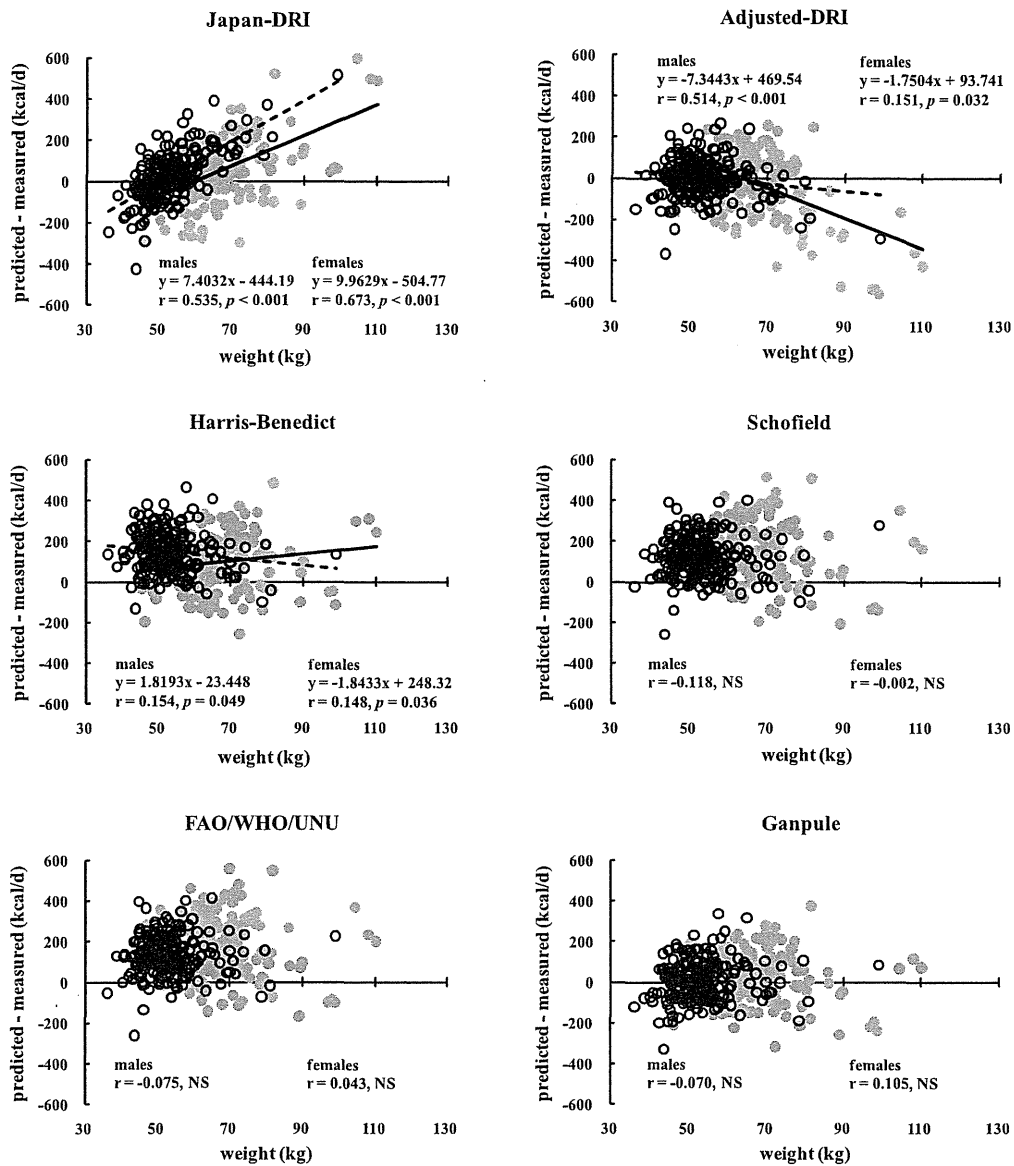 Japan-DRI
predicted - measured (kcal/d)
600
400
200
0
-200
-400
-600
males
y = 7.4032x - 444.19
r = 0.535, p < 0.001
females
y = 9.9629x - 504.77
r = 0.673, p < 0.001
30 50 70 90 110 130
weight (kg)
Adjusted-DRI
predicted - measured (kcal/d)
600
400
200
0
-200
-400
-600
males
y = -7.3443x + 469.54
r = 0.514, p < 0.001
females
y = -1.7504x + 93.741
r = 0.151, p = 0.032
30 50 70 90 110 130
weight (kg)
Harris-Benedict
predicted - measured (kcal/d)
600
400
200
0
-200
-400
-600
males
y = 1.8193x - 23.448
r = 0.154, p = 0.049
females
y = -1.8433x + 248.32
r = 0.148, p = 0.036
30 50 70 90 110 130
weight (kg)
Schofield
predicted - measured (kcal/d)
600
400
200
0
-200
-400
-600
males
r = -0.118, NS
females
r = -0.002, NS
30 50 70 90 110 130
weight (kg)
FAO/WHO/UNU
predicted - measured (kcal/d)
600
400
200
0
-200
-400
-600
males
r = -0.075, NS
females
r = 0.043, NS
30 50 70 90 110 130
weight (kg)
Ganpule
predicted - measured (kcal/d)
600
400
200
0
-200
-400
-600
males
r = -0.070, NS
females
r = 0.105, NS
30 50 70 90 110 130
weight (kg)